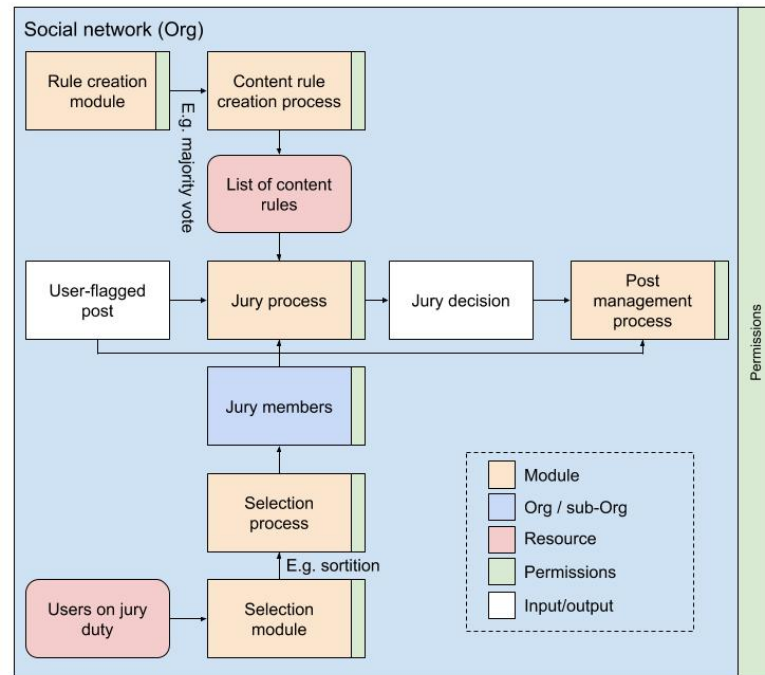 Social network (Org)
Rule creation
module
Content rule
creation process
E.g. majority vote
List of content
rules
User-flagged
post
Jury process
Jury decision
Post
management
process
Permissions
Jury members
Selection
process
E.g. sortition
Users on jury
duty
Selection
module
Module
Org / sub-Org
Resource
Permissions
Input/output